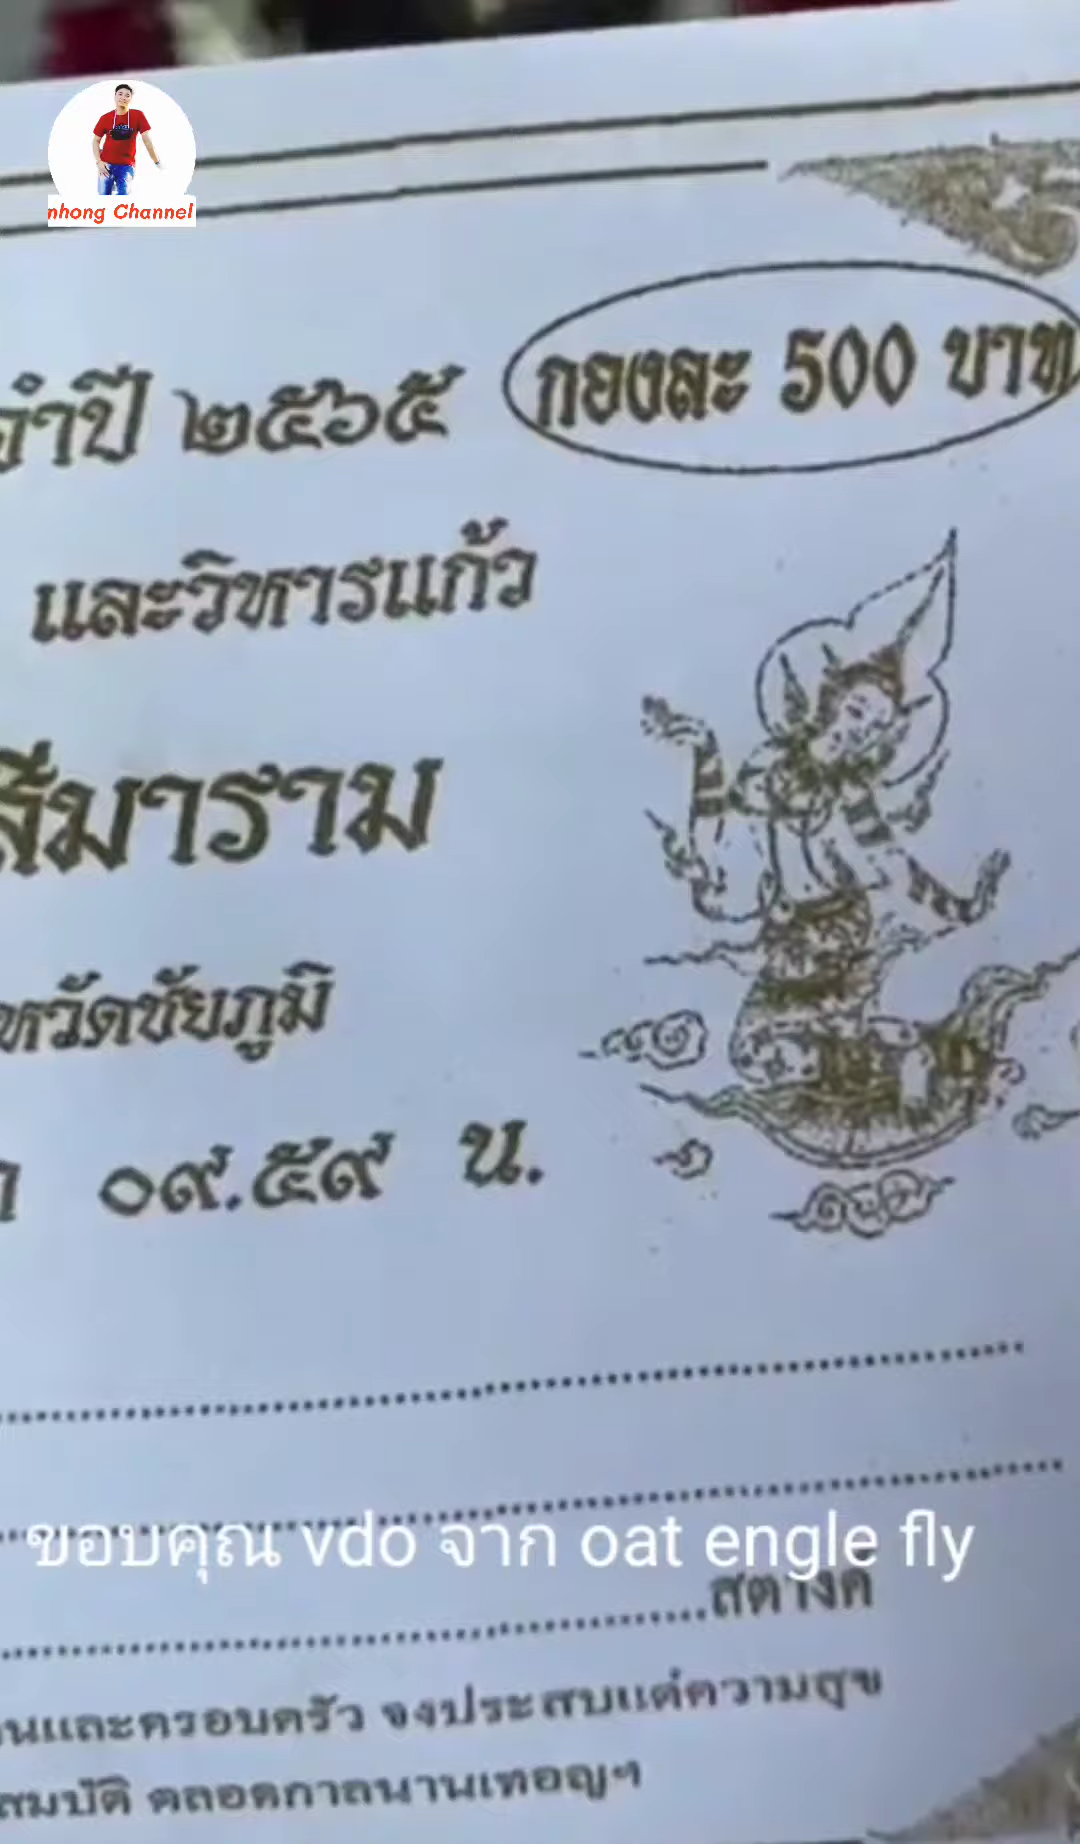 nhong Channel
กองละ 500 บาท
จำปี ๒๕๖๕
และวิหารแก้ว
สีมาราม
หวัดชัยภูมิ
๐๙.๕๙ น.
ขอบคุณ vdo จาก oat engle fly
สตางค์
นและครอบครัว จงประสบแต่ความสุข
สมบัติ ตลอดกาลนานเทอญฯ